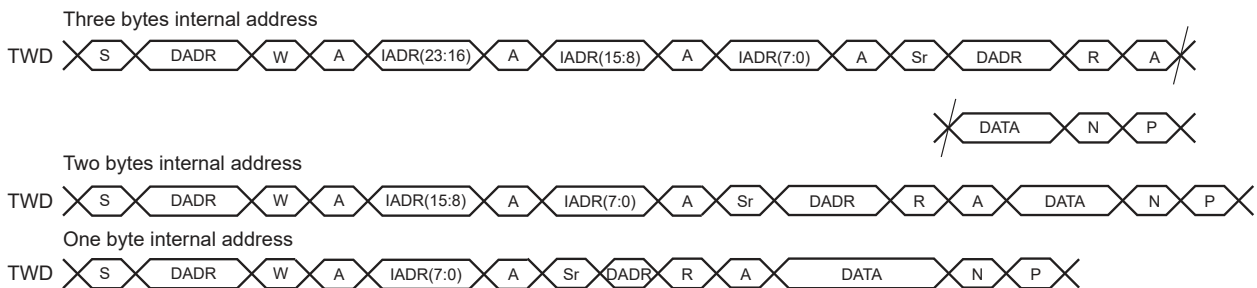 Three bytes internal address
TWD S DADR W A IADR(23:16) A IADR(15:8) A IADR(7:0) A Sr DADR R A
DATA N P
Two bytes internal address
TWD S DADR W A IADR(15:8) A IADR(7:0) A Sr DADR R A DATA N P
One byte internal address
TWD S DADR W A IADR(7:0) A Sr DADR R A DATA N P